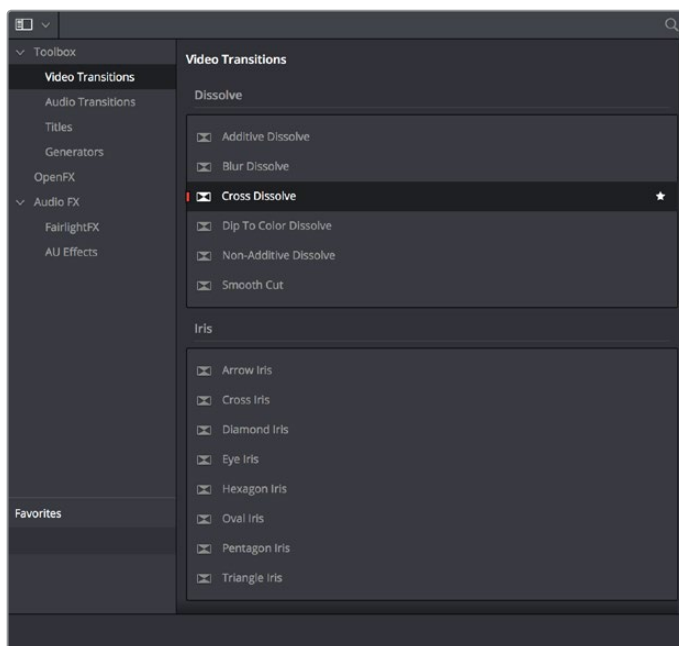 Toolbox
Video Transitions
Audio Transitions
Titles
Generators
OpenFX
Audio FX
FairlightFX
AU Effects
Favorites
Video Transitions
Dissolve
Additive Dissolve
Blur Dissolve
Cross Dissolve
Dip To Color Dissolve
Non-Additive Dissolve
Smooth Cut
Iris
Arrow Iris
Cross Iris
Diamond Iris
Eye Iris
Hexagon Iris
Oval Iris
Pentagon Iris
Triangle Iris